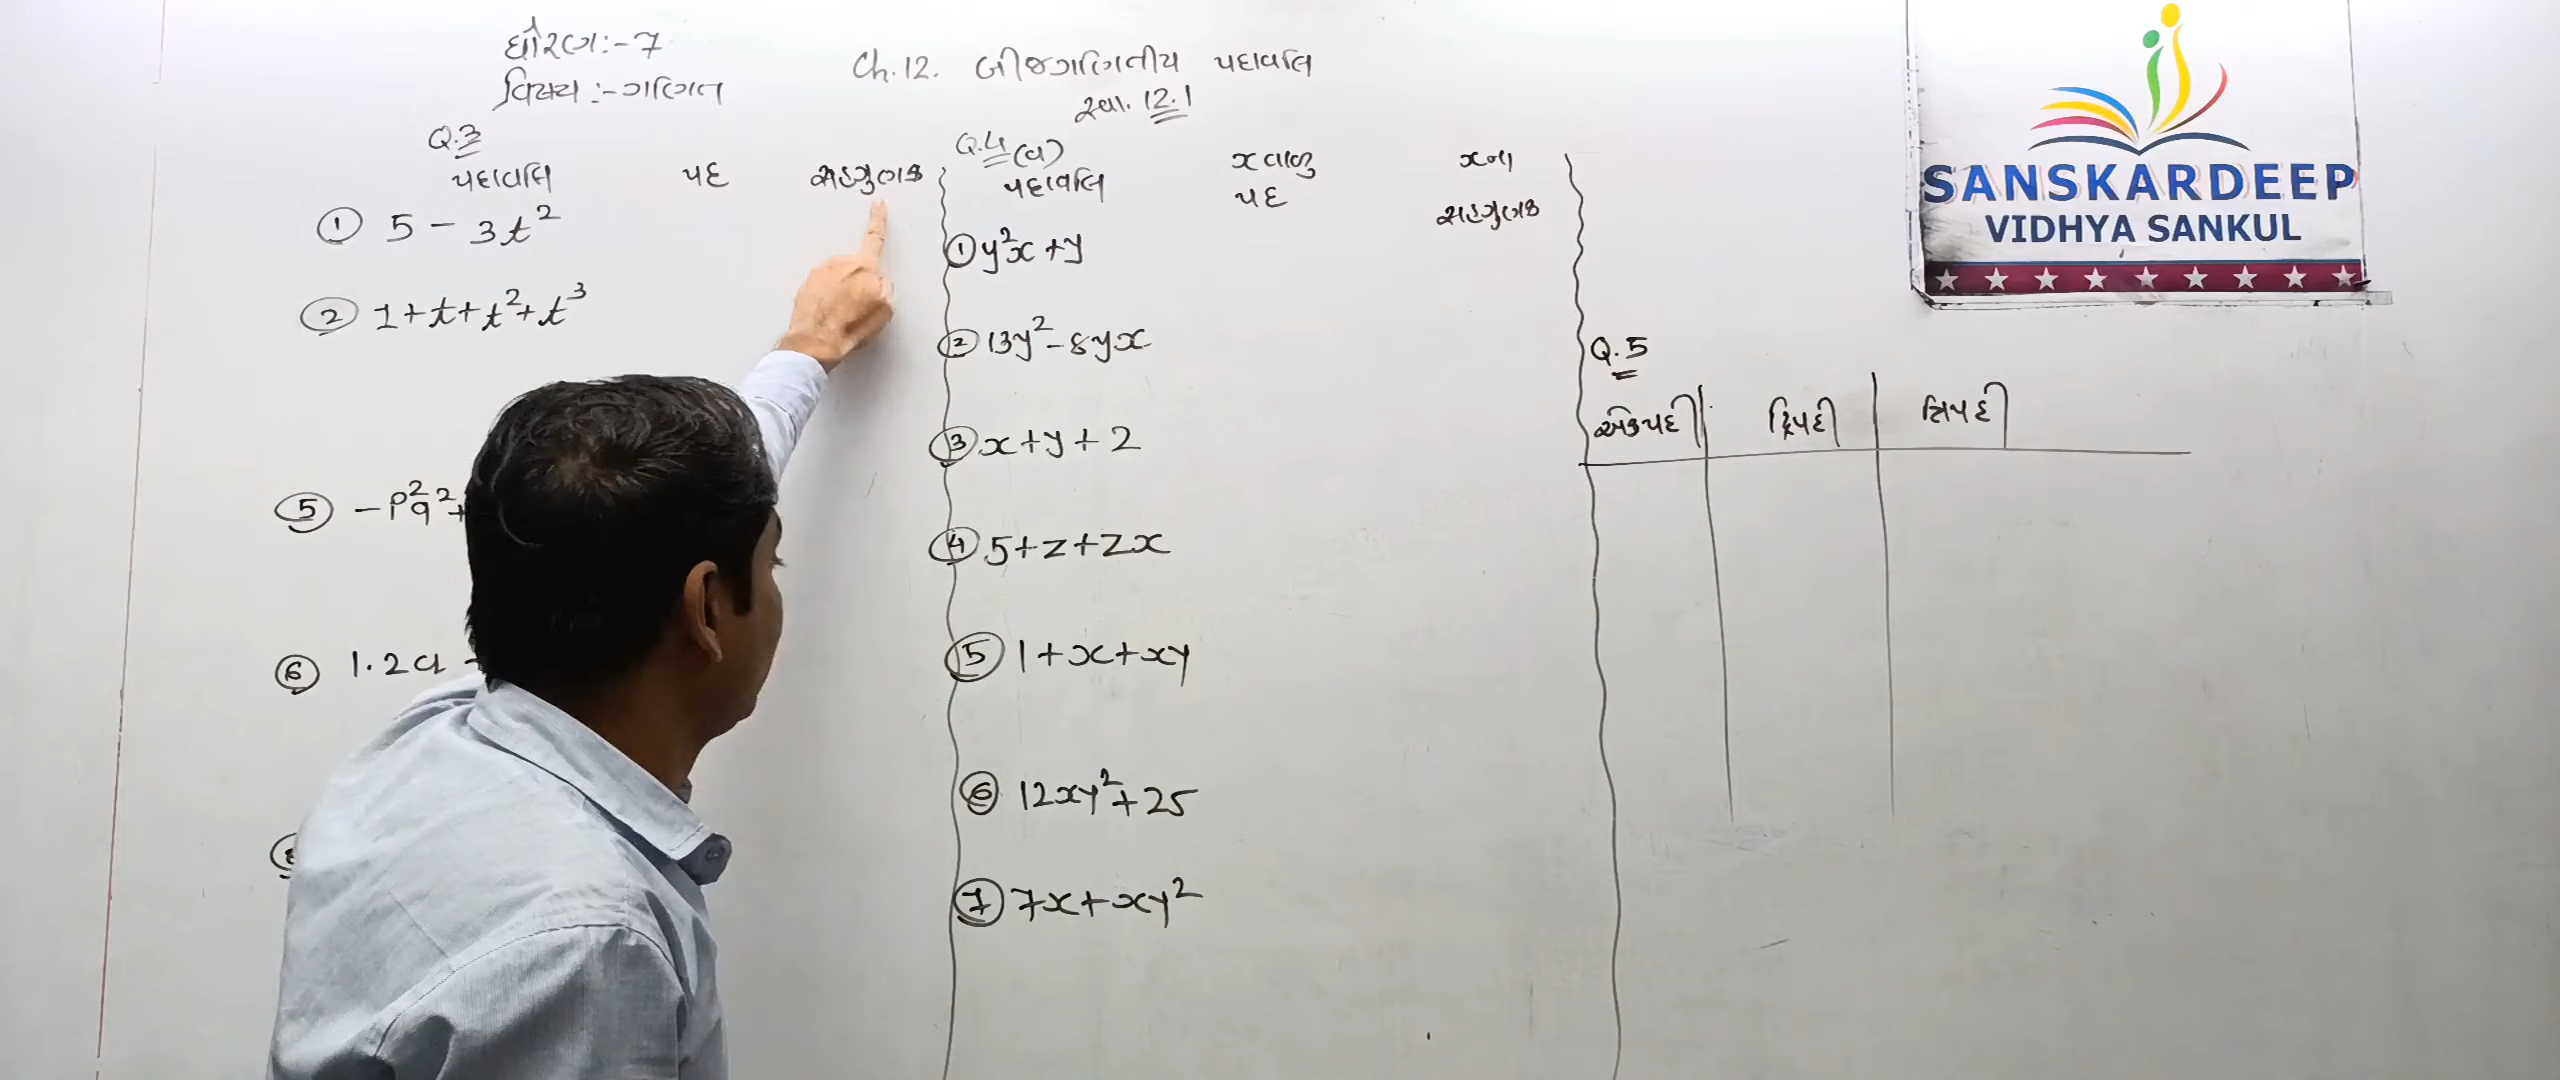 ધોરણ:-7
વિષય:-ગણિત
Ch.12. બીજગણિતીય પદાવલિ
સ્વા. 12.1
Q.3
પદાવલિ પદ સહગુણક
① 5 - 3t²
② 1+t+t²+t³
⑤ -p²q²+
⑥ 1.2a
⑧
Q.4 (a)
પદાવલિ x વાળુ પદ x ના સહગુણક
① y²x+y
② 13y²-8yx
③ x+y+2
④ 5+z+zx
⑤ 1+x+xy
⑥ 12xy²+25
⑦ 7x+xy²
Q.5
એકપદી દ્વિપદી ત્રિપદી
SANSKARDEEP
VIDHYA SANKUL